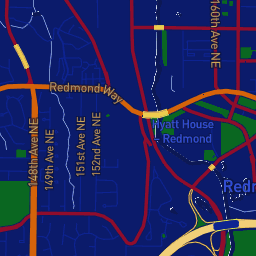 160th Ave NE
Redmond Way
Hyatt House
Redmond
148th Ave NE
149th Ave NE
151st Ave NE
152nd Ave NE
Red